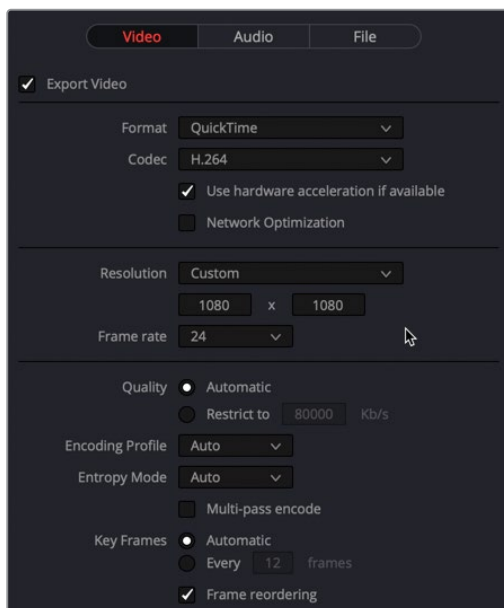 Video Audio File
Export Video
Format QuickTime
Codec H.264
Use hardware acceleration if available
Network Optimization
Resolution Custom
1080 x 1080
Frame rate 24
Quality Automatic
Restrict to 80000 Kb/s
Encoding Profile Auto
Entropy Mode Auto
Multi-pass encode
Key Frames Automatic
Every 12 frames
Frame reordering